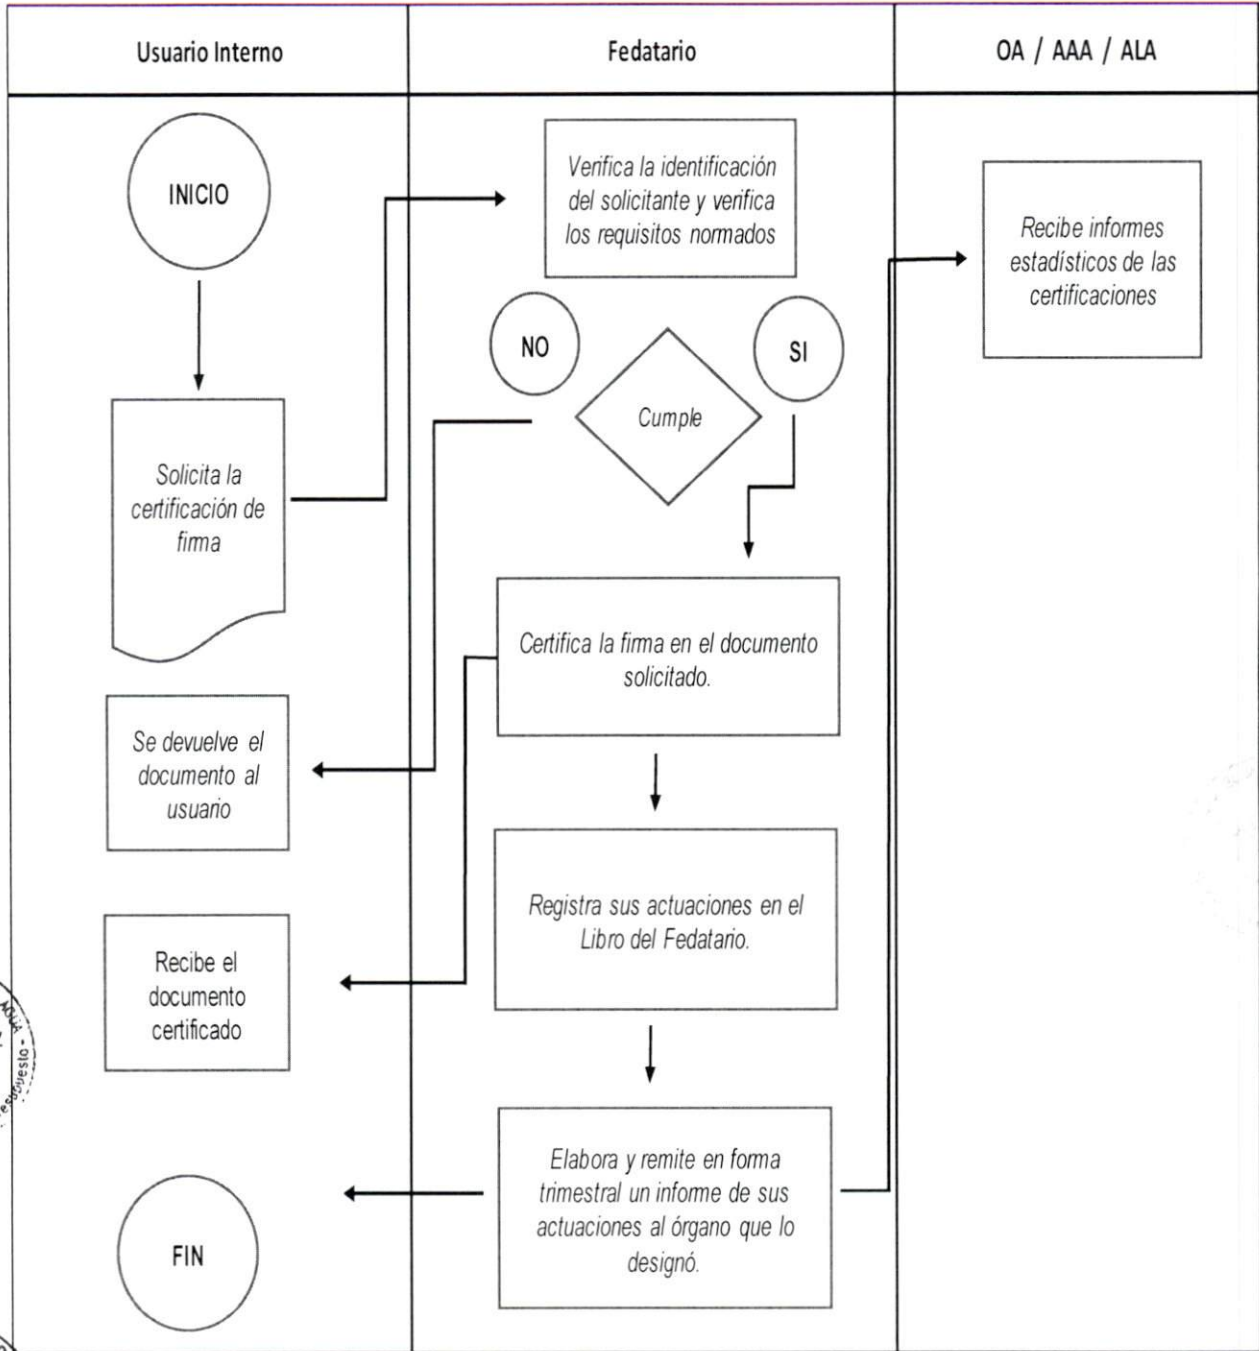 Usuario Interno
Fedatario
OA / AAA / ALA
INICIO
Solicita la
certificación de
firma
Se devuelve el
documento al
usuario
Recibe el
documento
certificado
FIN
Verifica la identificación
del solicitante y verifica
los requisitos normados
NO
SI
Cumple
Certifica la firma en el documento
solicitado.
Registra sus actuaciones en el
Libro del Fedatario.
Elabora y remite en forma
trimestral un informe de sus
actuaciones al órgano que lo
designó.
Recibe informes
estadísticos de las
certificaciones
AGUA